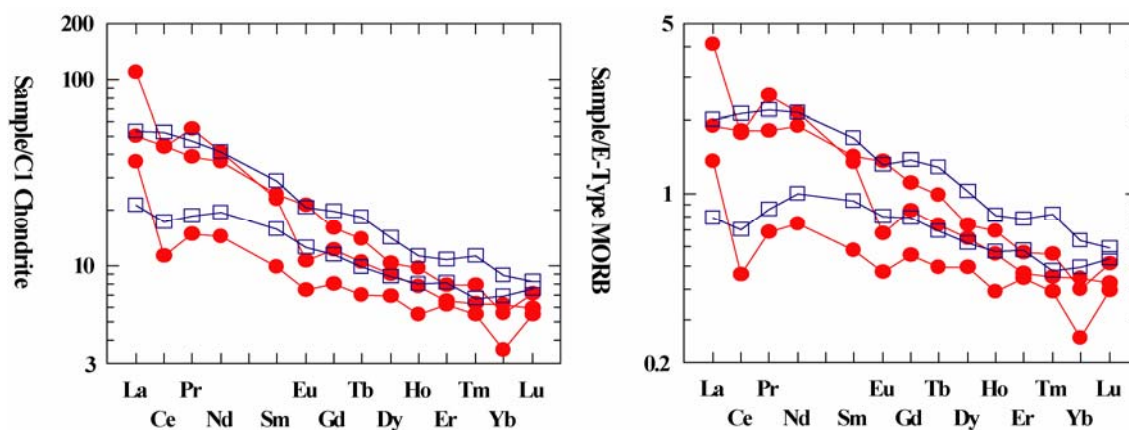 Sample/C1 Chondrite
200
100
10
3
La Pr Eu Tb Ho Tm Lu
Ce Nd Sm Gd Dy Er Yb
Sample/E-Type MORB
5
1
0.2
La Pr Eu Tb Ho Tm Lu
Ce Nd Sm Gd Dy Er Yb